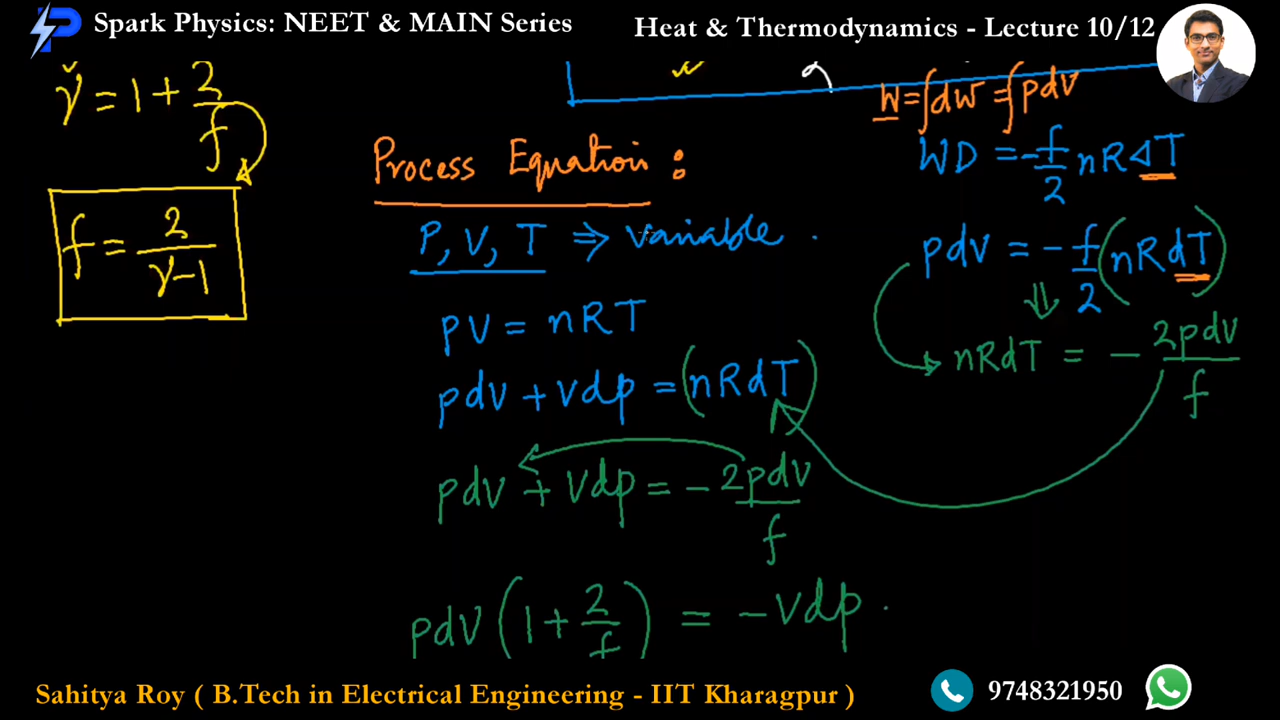 Spark Physics: NEET & MAIN Series
Heat & Thermodynamics - Lecture 10/12
γ = 1 + 2/f
f = 2/(γ-1)
Process Equation :
P, V, T ⇒ variable .
PV = nRT
pdV + Vdp = (nRdT)
pdV + Vdp = - 2pdV/f
pdV (1 + 2/f) = - Vdp .
W = ∫dW = ∫pdV
WD = - f/2 nRΔT
pdV = - f/2 (nRdT)
⇓
nRdT = - 2pdV/f
Sahitya Roy ( B.Tech in Electrical Engineering - IIT Kharagpur )
9748321950